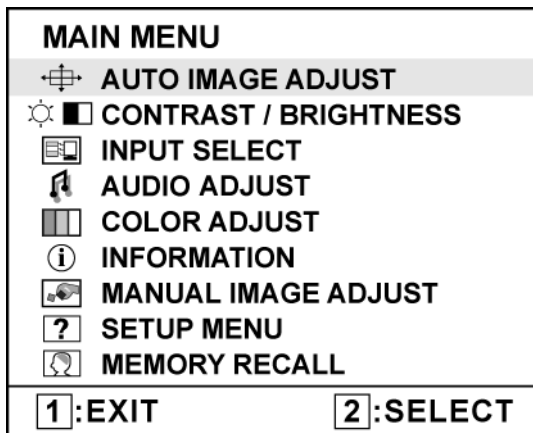 MAIN MENU
AUTO IMAGE ADJUST
CONTRAST / BRIGHTNESS
INPUT SELECT
AUDIO ADJUST
COLOR ADJUST
i INFORMATION
MANUAL IMAGE ADJUST
? SETUP MENU
MEMORY RECALL
1:EXIT 2:SELECT